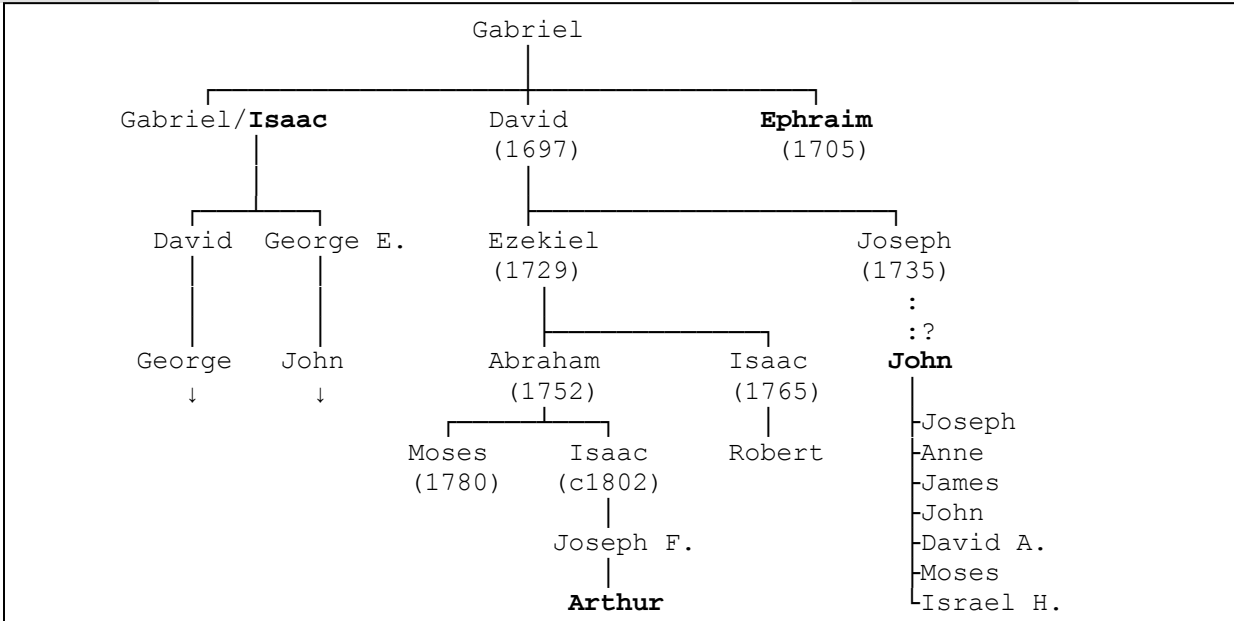 Gabriel
Gabriel/Isaac David Ephraim
(1697) (1705)
David George E. Ezekiel Joseph
(1729) (1735)
:
:?
George John Abraham Isaac John
↓ ↓ (1752) (1765)
Joseph
Moses Isaac Robert Anne
(1780) (c1802) James
John
Joseph F. David A.
Moses
Arthur Israel H.